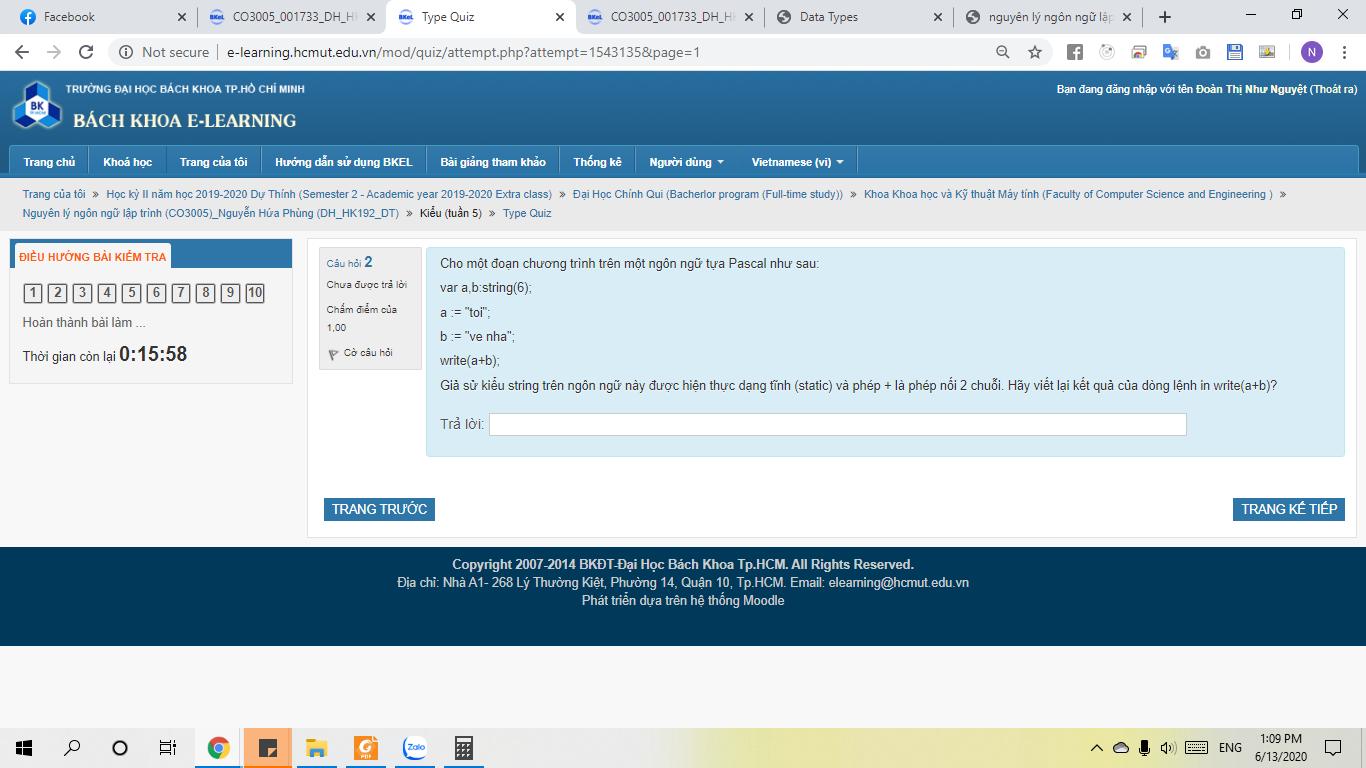 Facebook
CO3005_001733_DH_H
Type Quiz
CO3005_001733_DH_H
Data Types
nguyên lý ngôn ngữ lập
Not secure
e-learning.hcmut.edu.vn/mod/quiz/attempt.php?attempt=1543135&page=1
N
BK
TP.HCM
TRƯỜNG ĐẠI HỌC BÁCH KHOA TP.HỒ CHÍ MINH
BÁCH KHOA E-LEARNING
Bạn đang đăng nhập với tên Đoàn Thị Như Nguyệt (Thoát ra)
Trang chủ Khoá học Trang của tôi Hướng dẫn sử dụng BKEL Bài giảng tham khảo Thống kê Người dùng Vietnamese (vi)
Trang của tôi » Học kỳ II năm học 2019-2020 Dự Thính (Semester 2 - Academic year 2019-2020 Extra class) » Đại Học Chính Qui (Bacherlor program (Full-time study)) » Khoa Khoa học và Kỹ thuật Máy tính (Faculty of Computer Science and Engineering ) »
Nguyên lý ngôn ngữ lập trình (CO3005)_Nguyễn Hứa Phùng (DH_HK192_DT) » Kiểu (tuần 5) » Type Quiz
ĐIỀU HƯỚNG BÀI KIỂM TRA
1 2 3 4 5 6 7 8 9 10
Hoàn thành bài làm ...
Thời gian còn lại 0:15:58
Câu hỏi 2
Chưa được trả lời
Chấm điểm của
1,00
Cờ câu hỏi
Cho một đoạn chương trình trên một ngôn ngữ tựa Pascal như sau:
var a,b:string(6);
a := "toi";
b := "ve nha";
write(a+b);
Giả sử kiểu string trên ngôn ngữ này được hiện thực dạng tĩnh (static) và phép + là phép nối 2 chuỗi. Hãy viết lại kết quả của dòng lệnh in write(a+b)?
Trả lời:
TRANG TRƯỚC
TRANG KẾ TIẾP
Copyright 2007-2014 BKĐT-Đại Học Bách Khoa Tp.HCM. All Rights Reserved.
Địa chỉ: Nhà A1- 268 Lý Thường Kiệt, Phường 14, Quận 10, Tp.HCM. Email: elearning@hcmut.edu.vn
Phát triển dựa trên hệ thống Moodle
PDF
Zalo
ENG
1:09 PM
6/13/2020